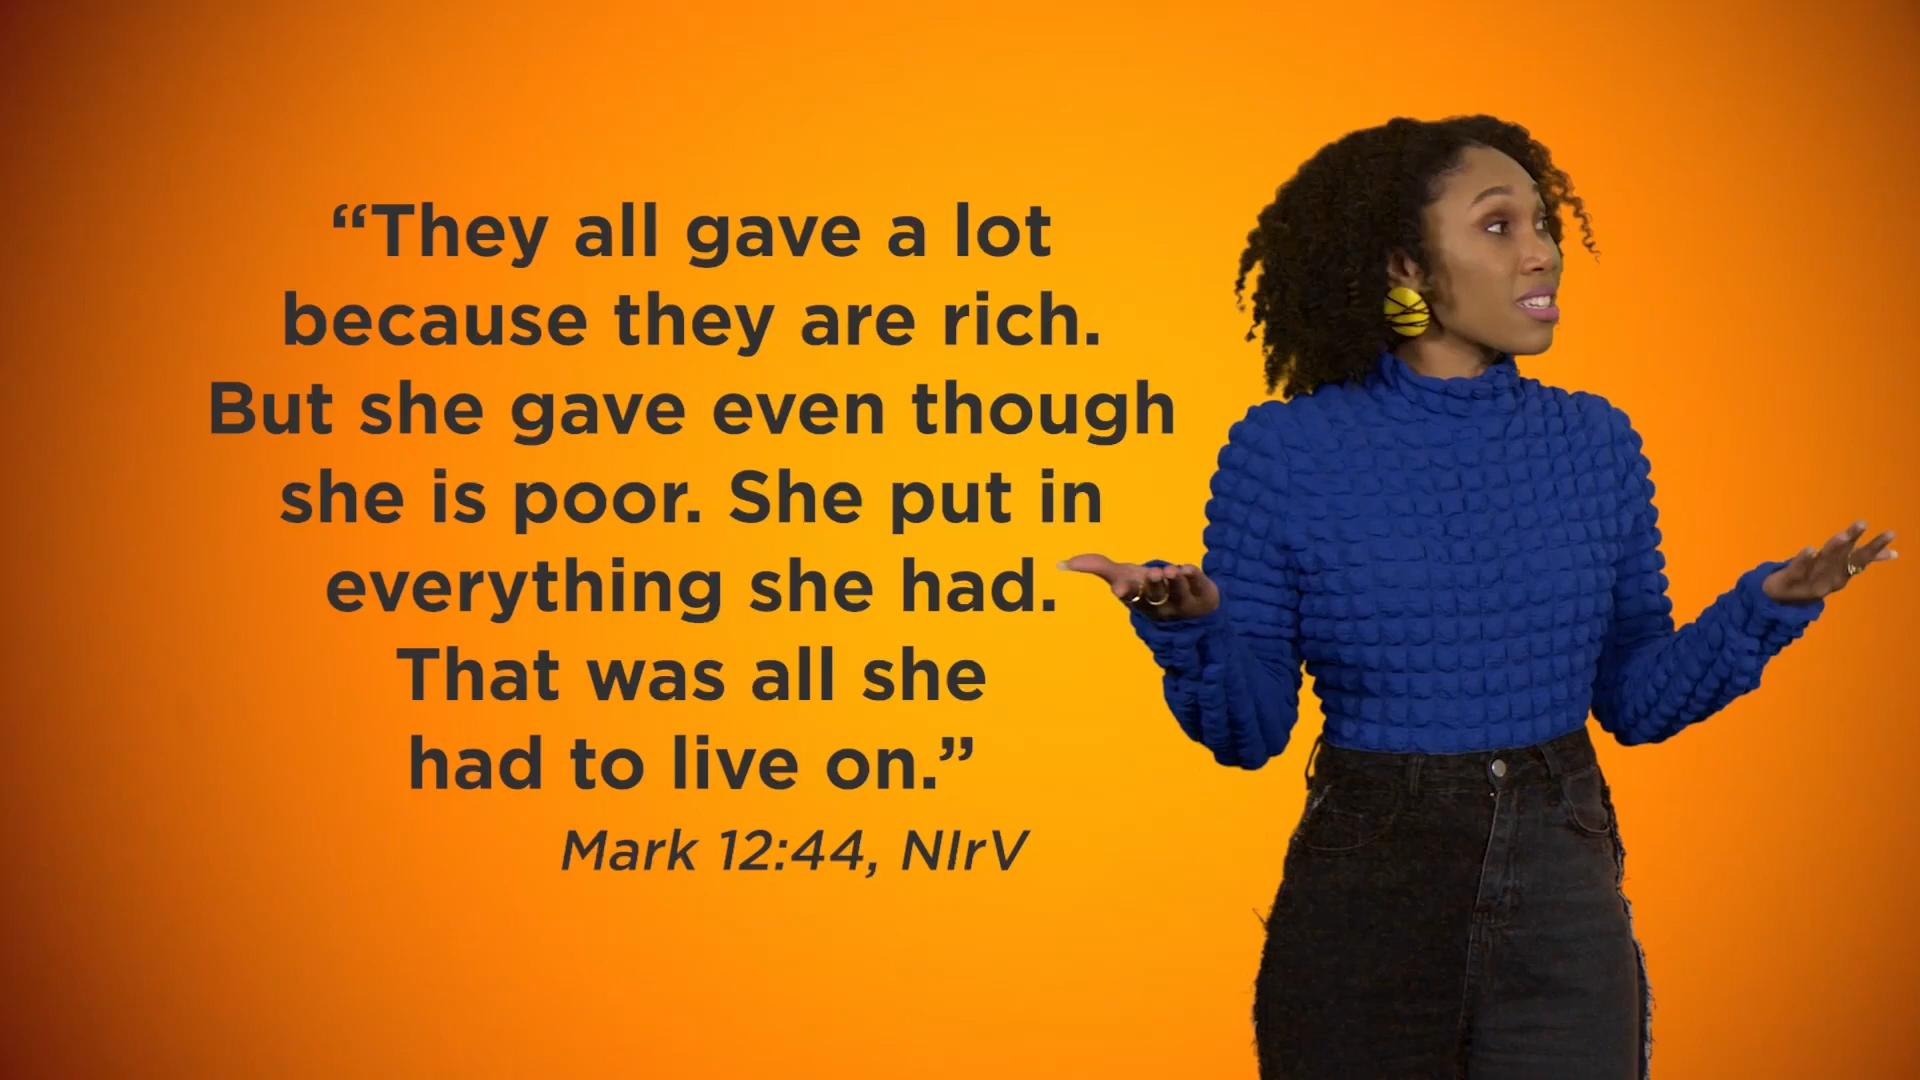 “They all gave a lot
because they are rich.
But she gave even though
she is poor. She put in
everything she had.
That was all she
had to live on.”
Mark 12:44, NIrV